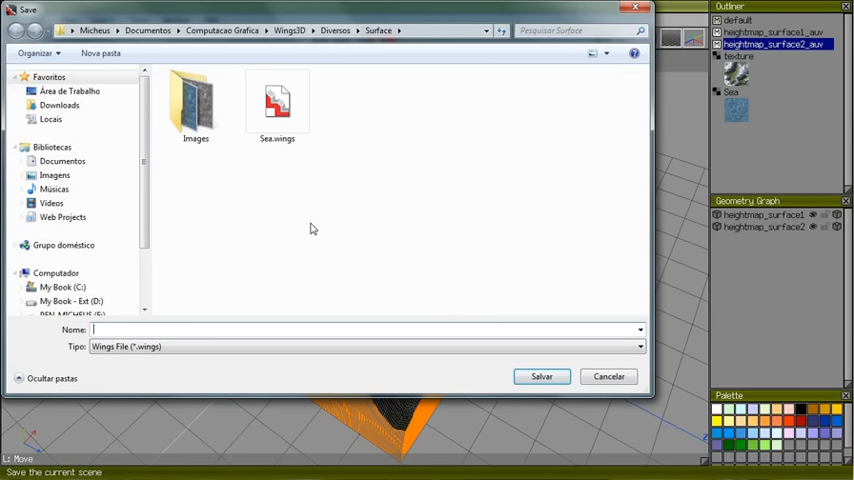 Save
Outliner
Micheus ▸ Documentos ▸ Computacao Grafica ▸ Wings3D ▸ Diversos ▸ Surface ▸
Pesquisar Surface
default
heightmap_surface1_auv
heightmap_surface2_auv
texture
Sea
Organizar
Nova pasta
Favoritos
Área de Trabalho
Downloads
Locais
Bibliotecas
Documentos
Imagens
Músicas
Vídeos
Web Projects
Grupo doméstico
Computador
My Book (C:)
My Book - Ext (D:)
PEN_MICHEUS (F:)
Images
Sea.wings
Geometry Graph
heightmap_surface1
heightmap_surface2
Nome:
Tipo: Wings File (*.wings)
Ocultar pastas
Salvar
Cancelar
Palette
L: Move
Save the current scene